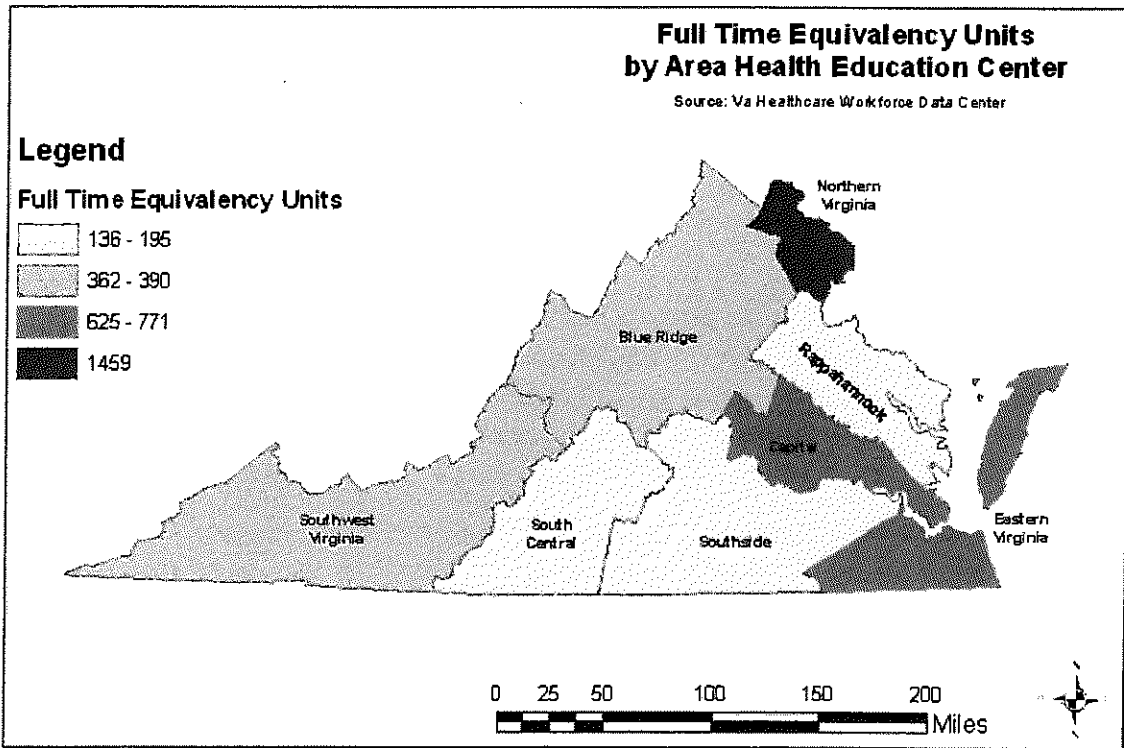 Full Time Equivalency Units
by Area Health Education Center
Source: Va Healthcare Workforce Data Center
Legend
Full Time Equivalency Units
136 - 195
362 - 390
625 - 771
1459
Northern
Virginia
Blue Ridge
Rappahannock
Capital
Southwest
Virginia
South
Central
Southside
Eastern
Virginia
0 25 50 100 150 200
Miles